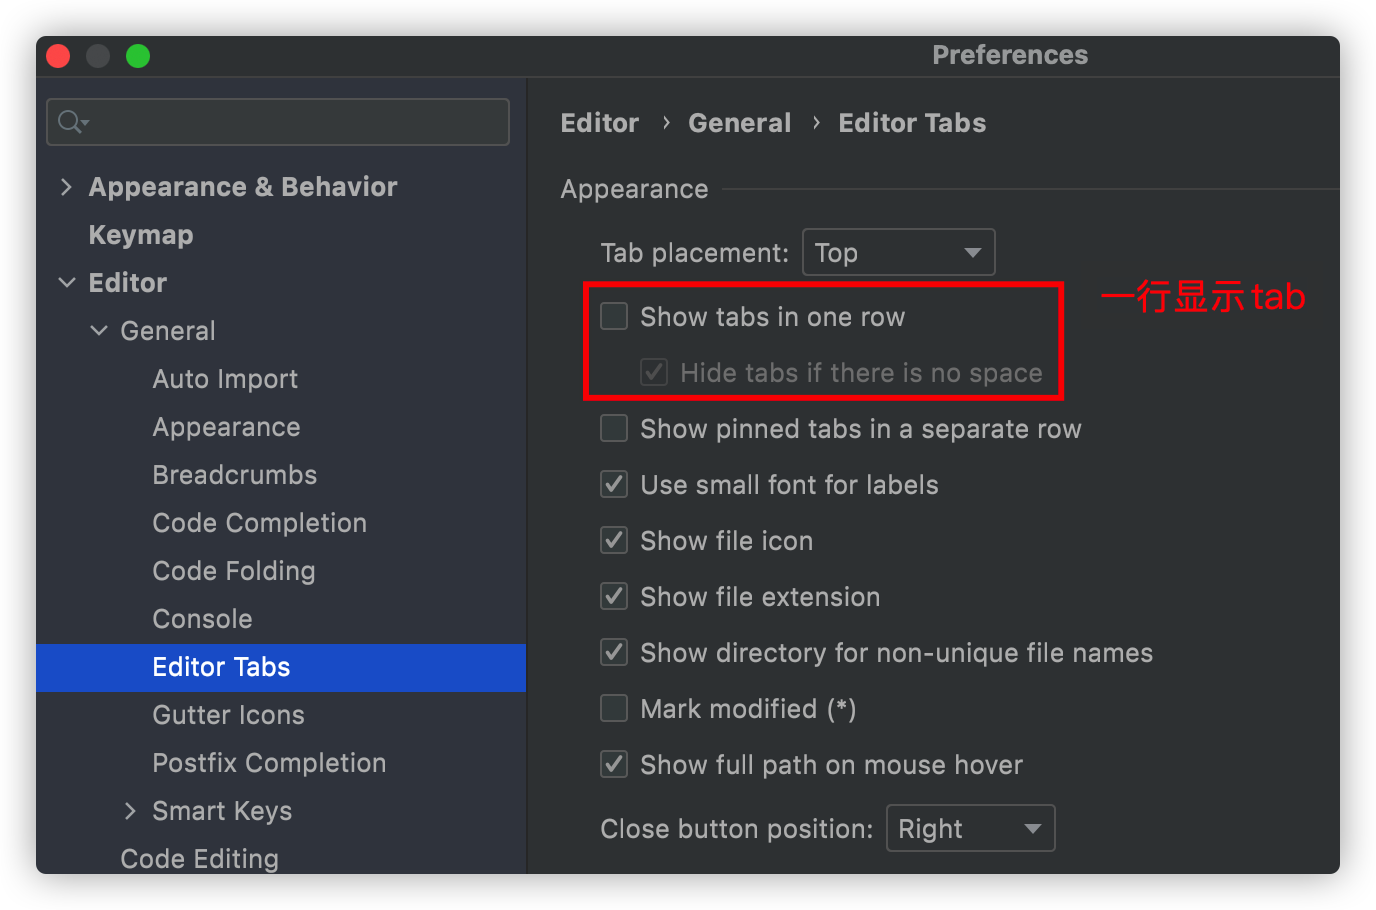 Preferences
Appearance & Behavior
Keymap
Editor
General
Auto Import
Appearance
Breadcrumbs
Code Completion
Code Folding
Console
Editor Tabs
Gutter Icons
Postfix Completion
Smart Keys
Code Editing
Editor › General › Editor Tabs
Appearance
Tab placement: Top
Show tabs in one row
一行显示tab
Hide tabs if there is no space
Show pinned tabs in a separate row
Use small font for labels
Show file icon
Show file extension
Show directory for non-unique file names
Mark modified (*)
Show full path on mouse hover
Close button position: Right